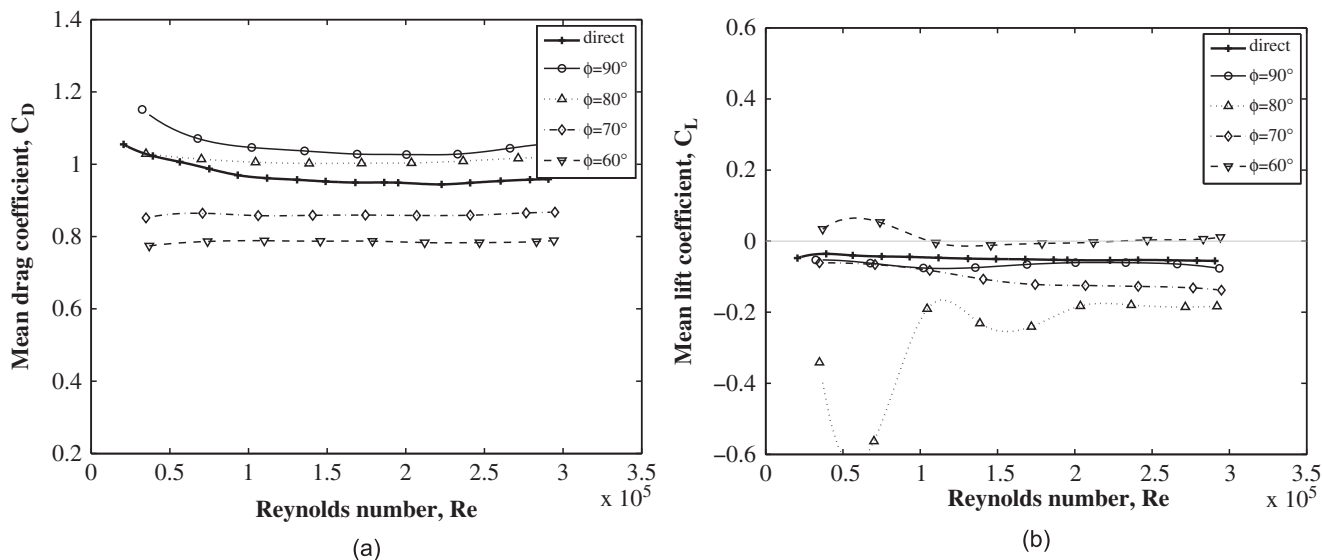 1.4
1.2
1
0.8
0.6
0.4
0.2
Mean drag coefficient, C_D
direct
ϕ=90°
ϕ=80°
ϕ=70°
ϕ=60°
0 0.5 1 1.5 2 2.5 3 3.5
x 10^5
Reynolds number, Re
(a)
0.6
0.4
0.2
0
−0.2
−0.4
−0.6
Mean lift coefficient, C_L
direct
ϕ=90°
ϕ=80°
ϕ=70°
ϕ=60°
0 0.5 1 1.5 2 2.5 3 3.5
x 10^5
Reynolds number, Re
(b)